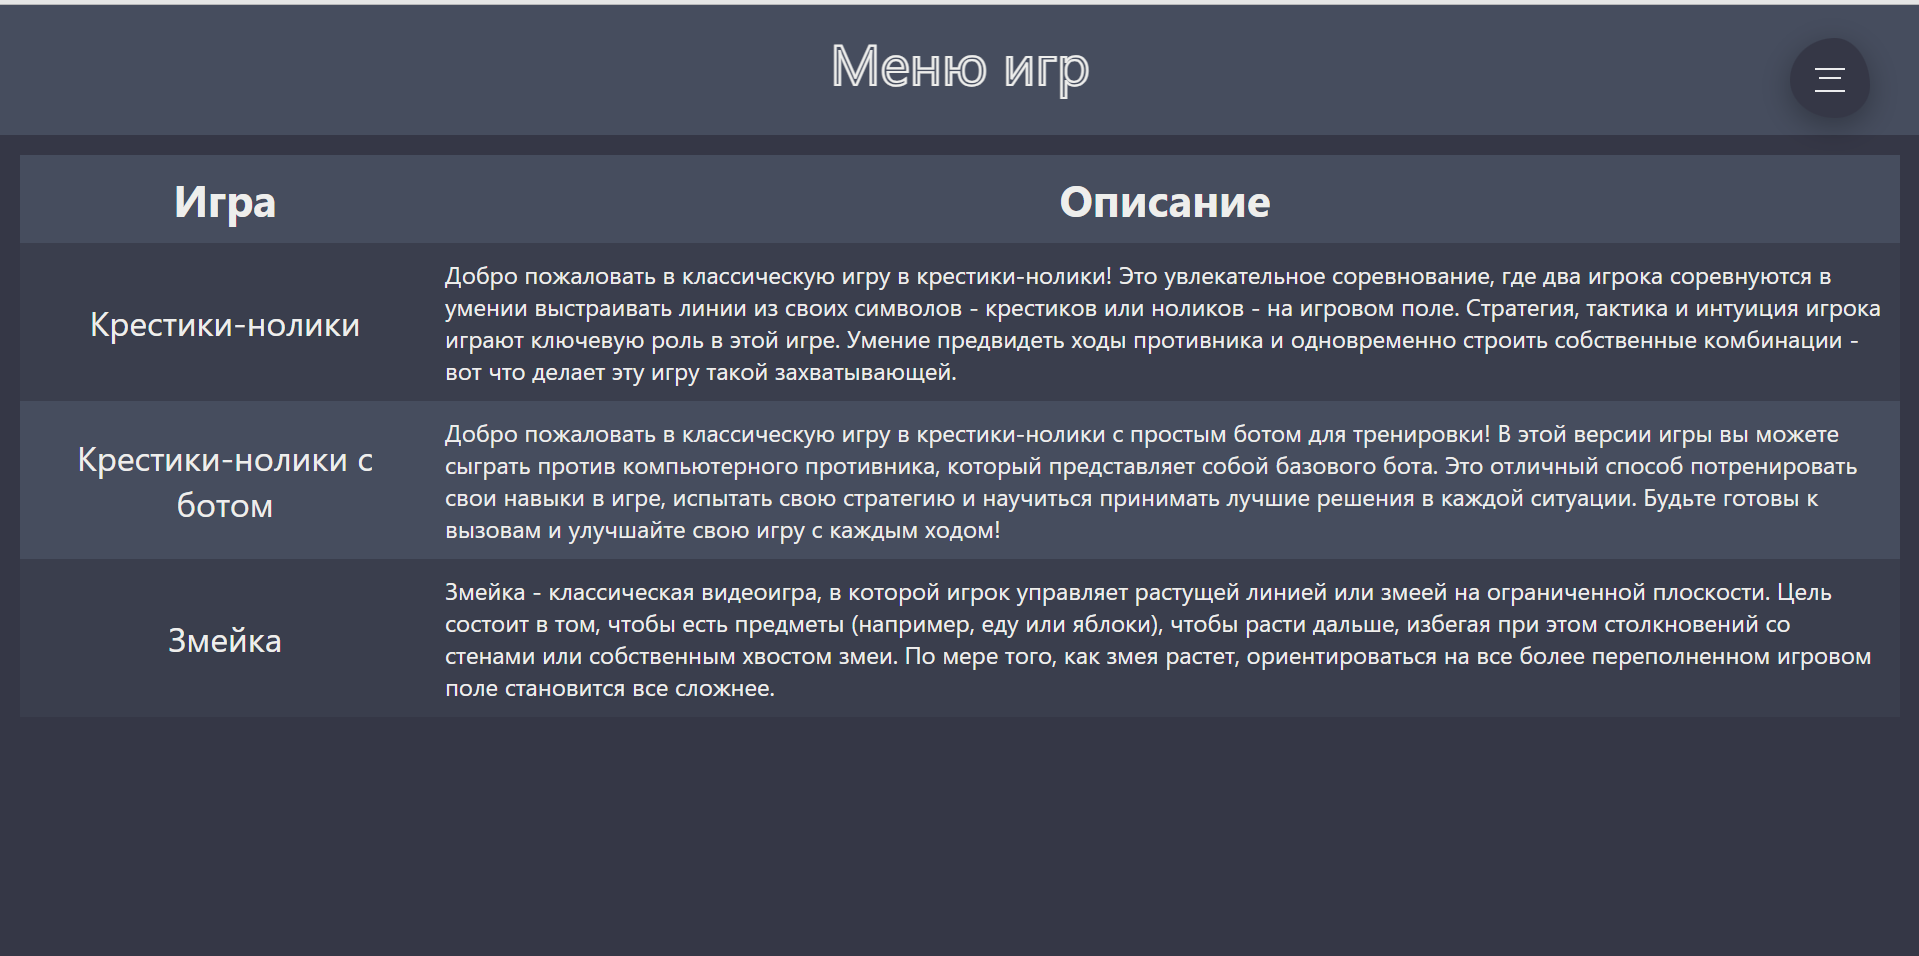 Меню игр
Игра
Описание
Крестики-нолики
Добро пожаловать в классическую игру в крестики-нолики! Это увлекательное соревнование, где два игрока соревнуются в
умении выстраивать линии из своих символов - крестиков или ноликов - на игровом поле. Стратегия, тактика и интуиция игрока
играют ключевую роль в этой игре. Умение предвидеть ходы противника и одновременно строить собственные комбинации -
вот что делает эту игру такой захватывающей.
Крестики-нолики с
ботом
Добро пожаловать в классическую игру в крестики-нолики с простым ботом для тренировки! В этой версии игры вы можете
сыграть против компьютерного противника, который представляет собой базового бота. Это отличный способ потренировать
свои навыки в игре, испытать свою стратегию и научиться принимать лучшие решения в каждой ситуации. Будьте готовы к
вызовам и улучшайте свою игру с каждым ходом!
Змейка
Змейка - классическая видеоигра, в которой игрок управляет растущей линией или змеей на ограниченной плоскости. Цель
состоит в том, чтобы есть предметы (например, еду или яблоки), чтобы расти дальше, избегая при этом столкновений со
стенами или собственным хвостом змеи. По мере того, как змея растет, ориентироваться на все более переполненном игровом
поле становится все сложнее.